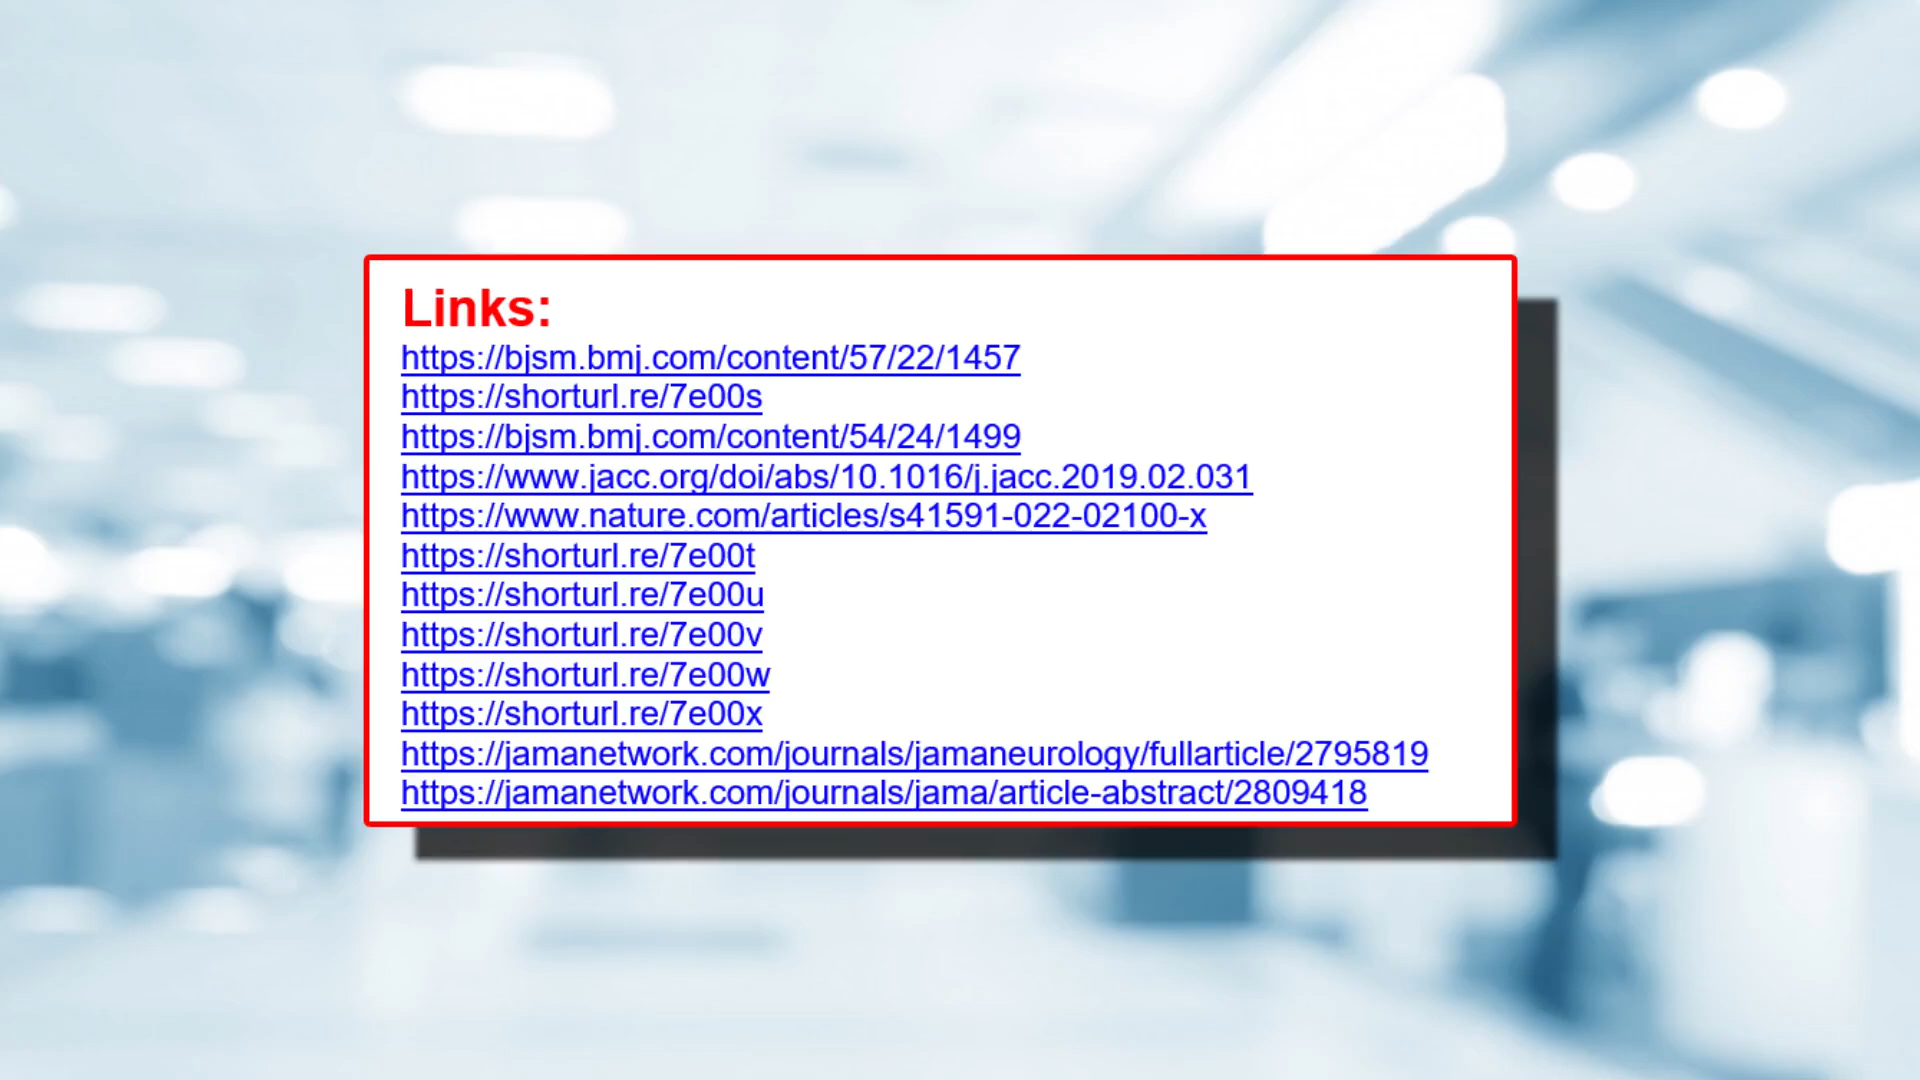 Links:
https://bjsm.bmj.com/content/57/22/1457
https://shorturl.re/7e00s
https://bjsm.bmj.com/content/54/24/1499
https://www.jacc.org/doi/abs/10.1016/j.jacc.2019.02.031
https://www.nature.com/articles/s41591-022-02100-x
https://shorturl.re/7e00t
https://shorturl.re/7e00u
https://shorturl.re/7e00v
https://shorturl.re/7e00w
https://shorturl.re/7e00x
https://jamanetwork.com/journals/jamaneurology/fullarticle/2795819
https://jamanetwork.com/journals/jama/article-abstract/2809418